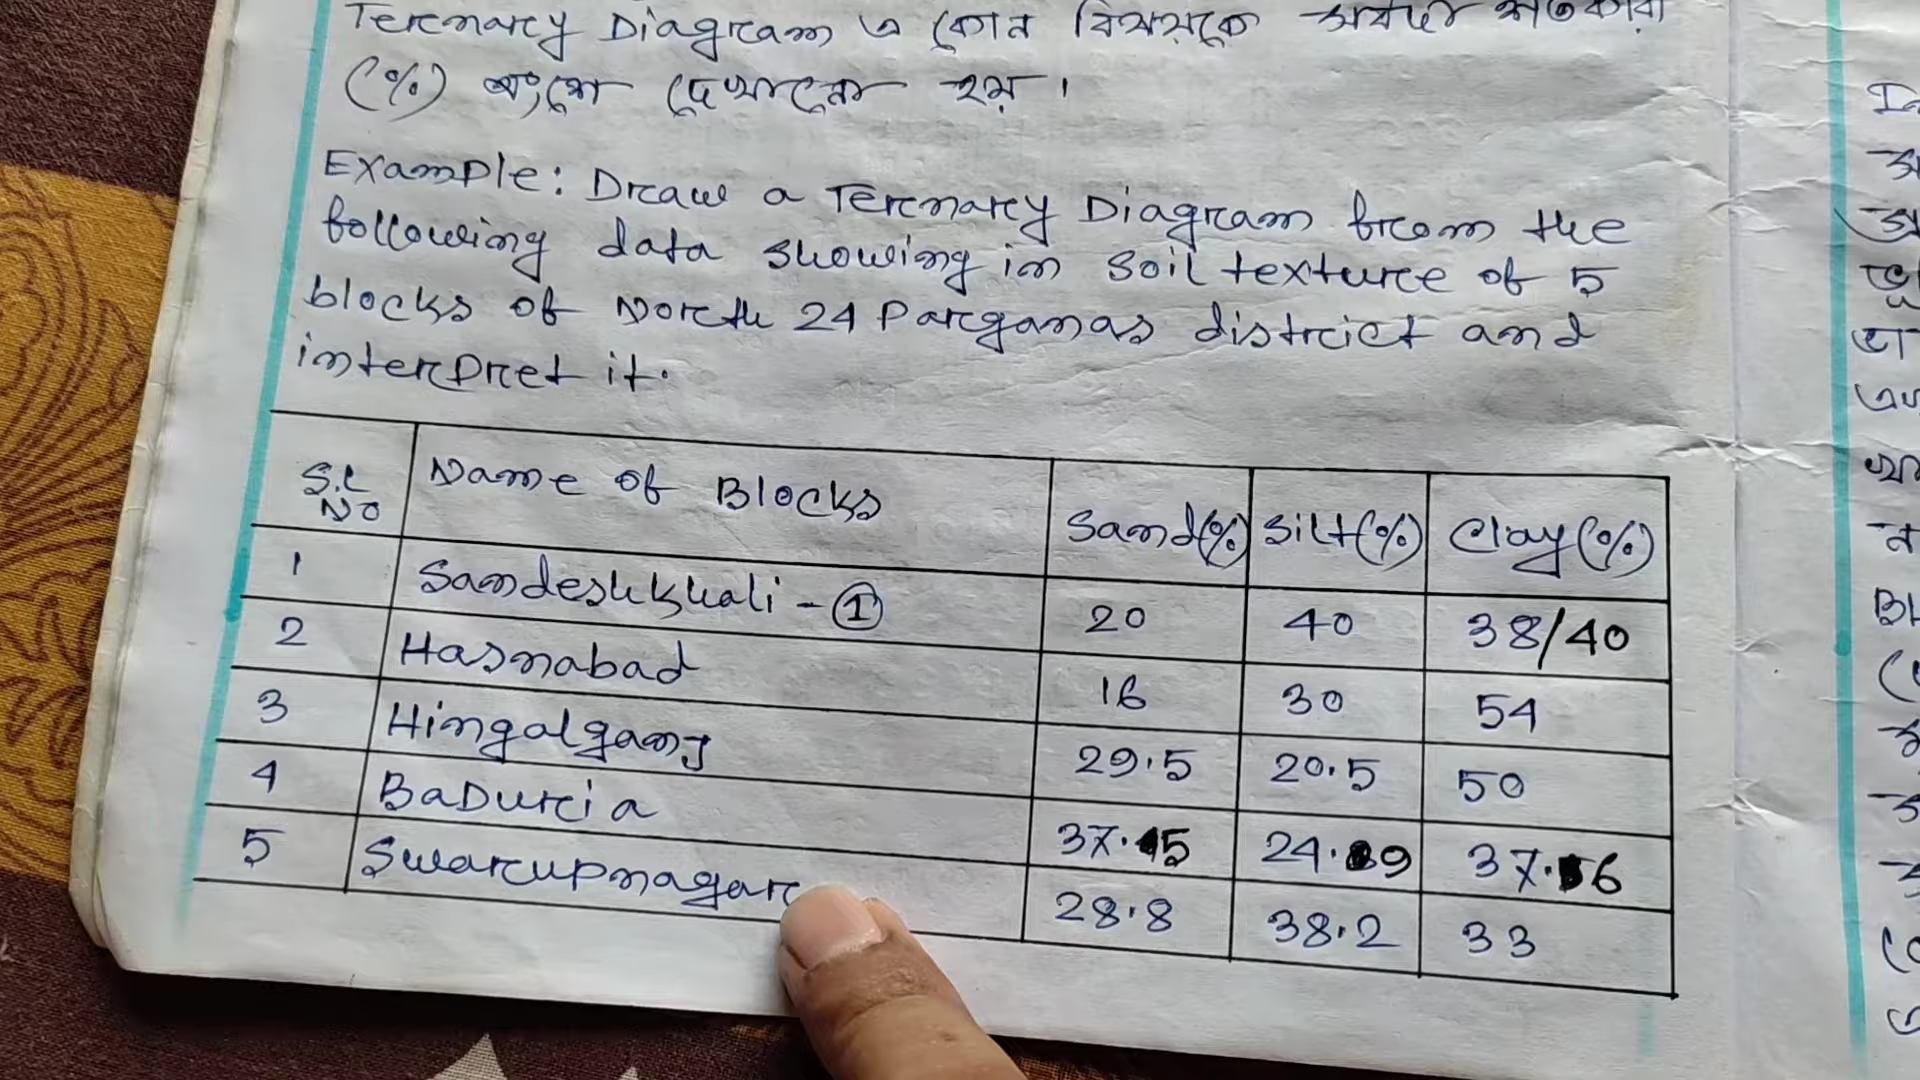 Ternary Diagram এ কোন বিষয়কে সবদা শতকরা
(%) অংশে দেখানো হয়।
Example: Draw a Ternary Diagram from the
following data showing in soil texture of 5
blocks of North 24 Parganas district and
interpret it.
S.L No Name of Blocks Sand(%) Silt(%) Clay(%)
1 Sandeshkhali - 1 20 40 38/40
2 Hasnabad 16 30 54
3 Hingalganj 29.5 20.5 50
4 BaDuria 37.45 24.89 37.56
5 Swarupnagar 28.8 38.2 33